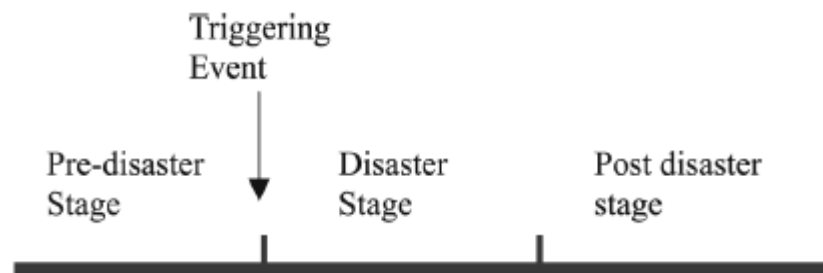 Triggering
Event
Pre-disaster
Stage
Disaster
Stage
Post disaster
stage